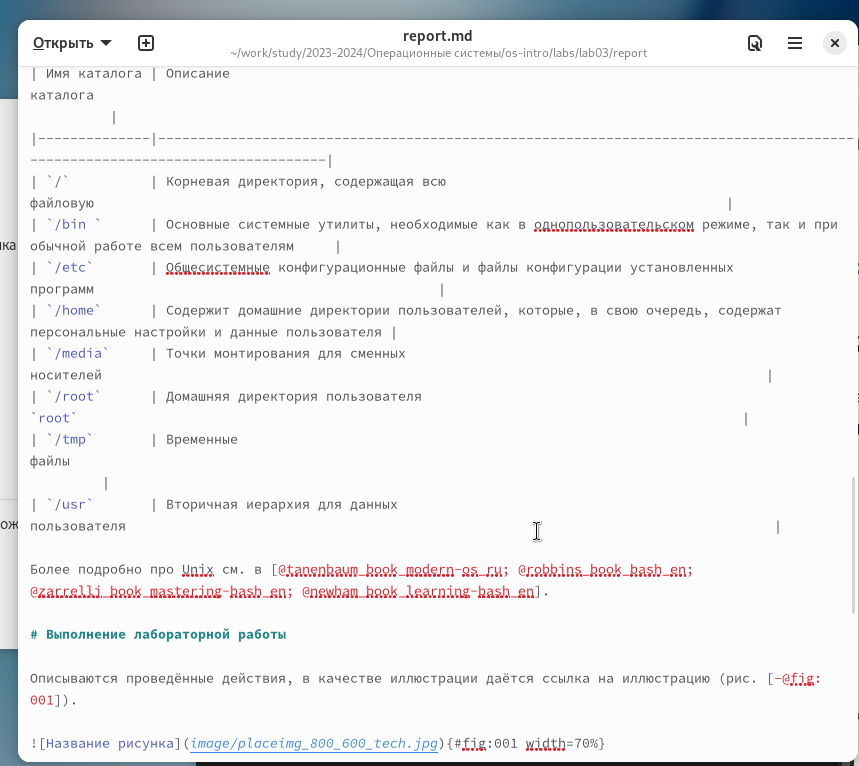 Открыть
report.md
~/work/study/2023-2024/Операционные системы/os-intro/labs/lab03/report
| Имя каталога | Описание
каталога
|
|--------------|---------------------------------------------------------------------------------------
-------------------------------------|
| `/` | Корневая директория, содержащая всю
файловую |
| `/bin ` | Основные системные утилиты, необходимые как в однопользовательском режиме, так и при
обычной работе всем пользователям |
| `/etc` | Общесистемные конфигурационные файлы и файлы конфигурации установленных
программ |
| `/home` | Содержит домашние директории пользователей, которые, в свою очередь, содержат
персональные настройки и данные пользователя |
| `/media` | Точки монтирования для сменных
носителей |
| `/root` | Домашняя директория пользователя
`root` |
| `/tmp` | Временные
файлы
|
| `/usr` | Вторичная иерархия для данных
пользователя |
Более подробно про Unix см. в [@tanenbaum_book_modern-os_ru; @robbins_book_bash_en;
@zarrelli_book_mastering-bash_en; @newham_book_learning-bash_en].
# Выполнение лабораторной работы
Описываются проведённые действия, в качестве иллюстрации даётся ссылка на иллюстрацию (рис. [-@fig:
001]).
![Название рисунка](image/placeimg_800_600_tech.jpg){#fig:001 width=70%}